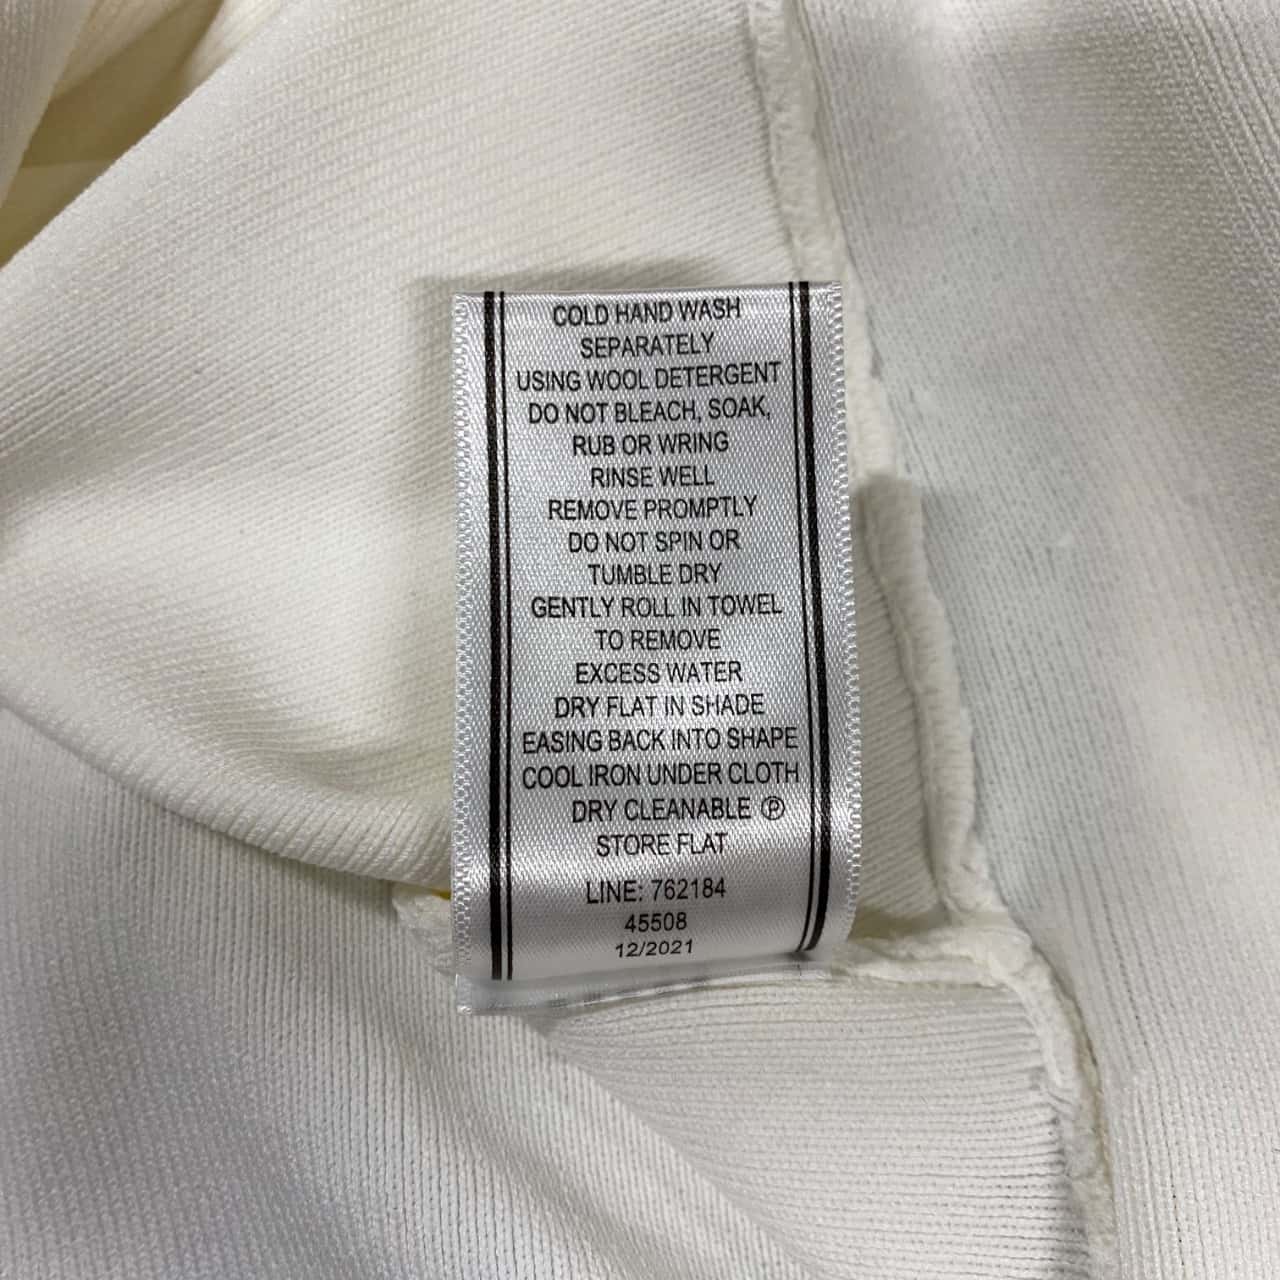 COLD HAND WASH
SEPARATELY
USING WOOL DETERGENT
DO NOT BLEACH, SOAK,
RUB OR WRING
RINSE WELL
REMOVE PROMPTLY
DO NOT SPIN OR
TUMBLE DRY
GENTLY ROLL IN TOWEL
TO REMOVE
EXCESS WATER
DRY FLAT IN SHADE
EASING BACK INTO SHAPE
COOL IRON UNDER CLOTH
DRY CLEANABLE Ⓟ
STORE FLAT
LINE: 762184
45508
12/2021